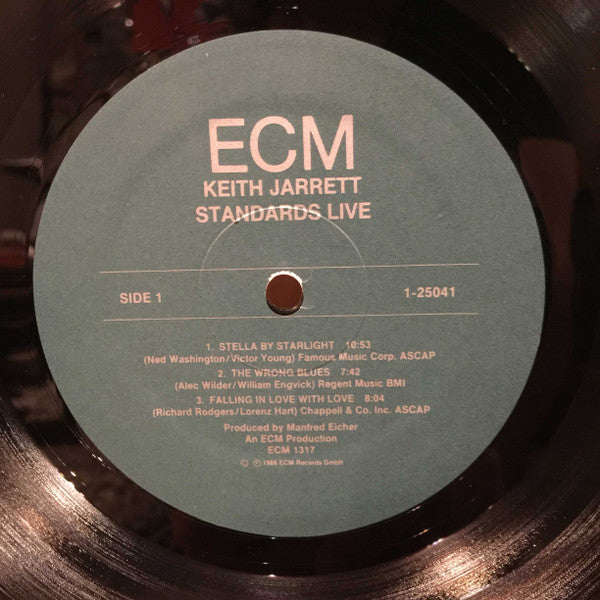 ECM
KEITH JARRETT
STANDARDS LIVE
SIDE 1
1-25041
1. STELLA BY STARLIGHT 10:53
(Ned Washington/Victor Young) Famous Music Corp. ASCAP
2. THE WRONG BLUES 7:42
(Alec Wilder/William Engvick) Regent Music BMI
3. FALLING IN LOVE WITH LOVE 8:04
(Richard Rodgers/Lorenz Hart) Chappell & Co. Inc. ASCAP
Produced by Manfred Eicher
An ECM Production
ECM 1317
© ℗ 1986 ECM Records GmbH